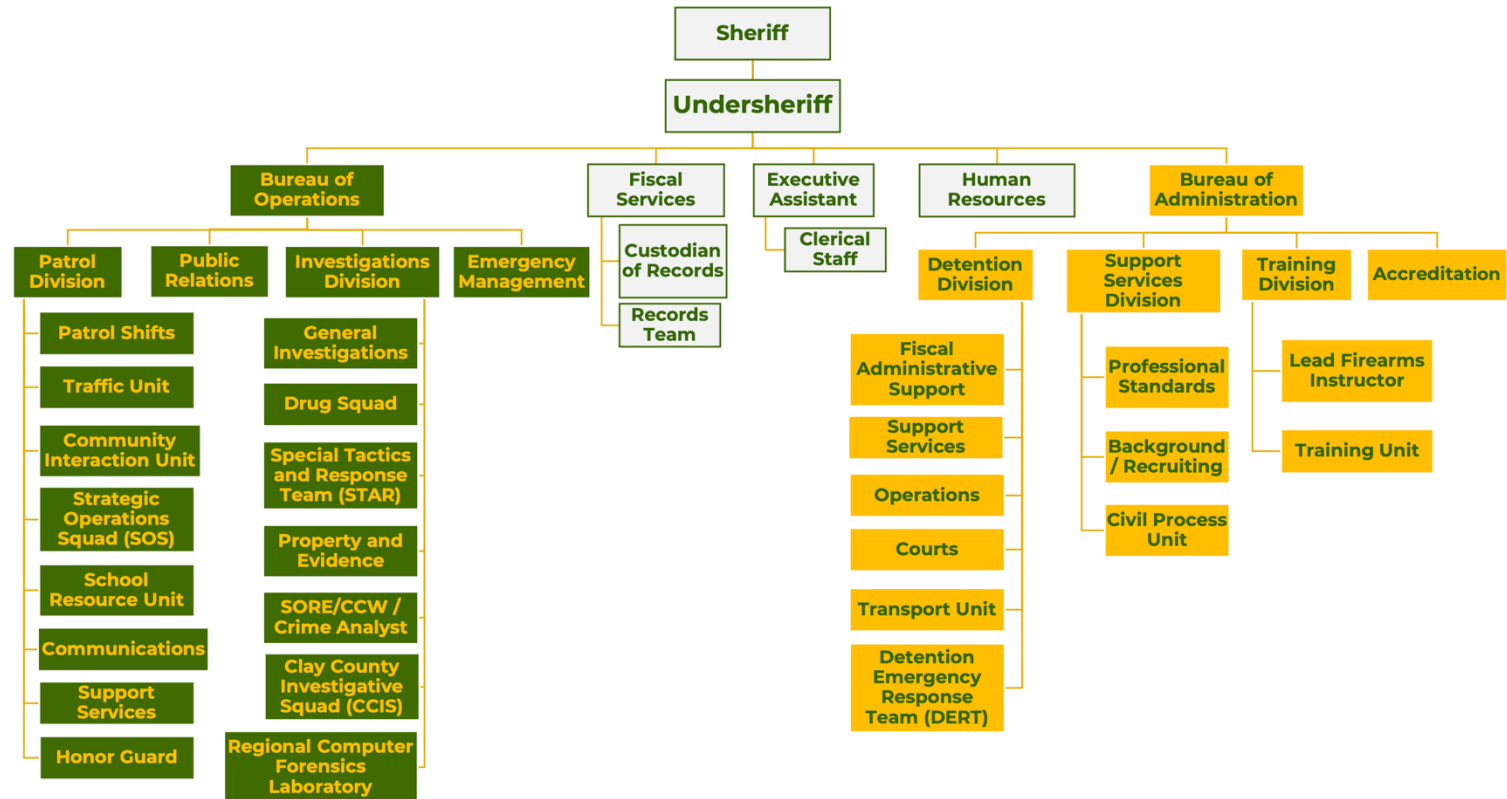 Sheriff
Undersheriff
Bureau of
Operations
Fiscal
Services
Executive
Assistant
Human
Resources
Bureau of
Administration
Patrol
Division
Public
Relations
Investigations
Division
Emergency
Management
Custodian
of Records
Records
Team
Clerical
Staff
Detention
Division
Support
Services
Division
Training
Division
Accreditation
Patrol Shifts
Traffic Unit
Community
Interaction Unit
Strategic
Operations
Squad (SOS)
School
Resource Unit
Communications
Support
Services
Honor Guard
General
Investigations
Drug Squad
Special Tactics
and Response
Team (STAR)
Property and
Evidence
SORE/CCW /
Crime Analyst
Clay County
Investigative
Squad (CCIS)
Regional Computer
Forensics
Laboratory
Fiscal
Administrative
Support
Support
Services
Operations
Courts
Transport Unit
Detention
Emergency
Response
Team (DERT)
Professional
Standards
Background
/ Recruiting
Civil Process
Unit
Lead Firearms
Instructor
Training Unit